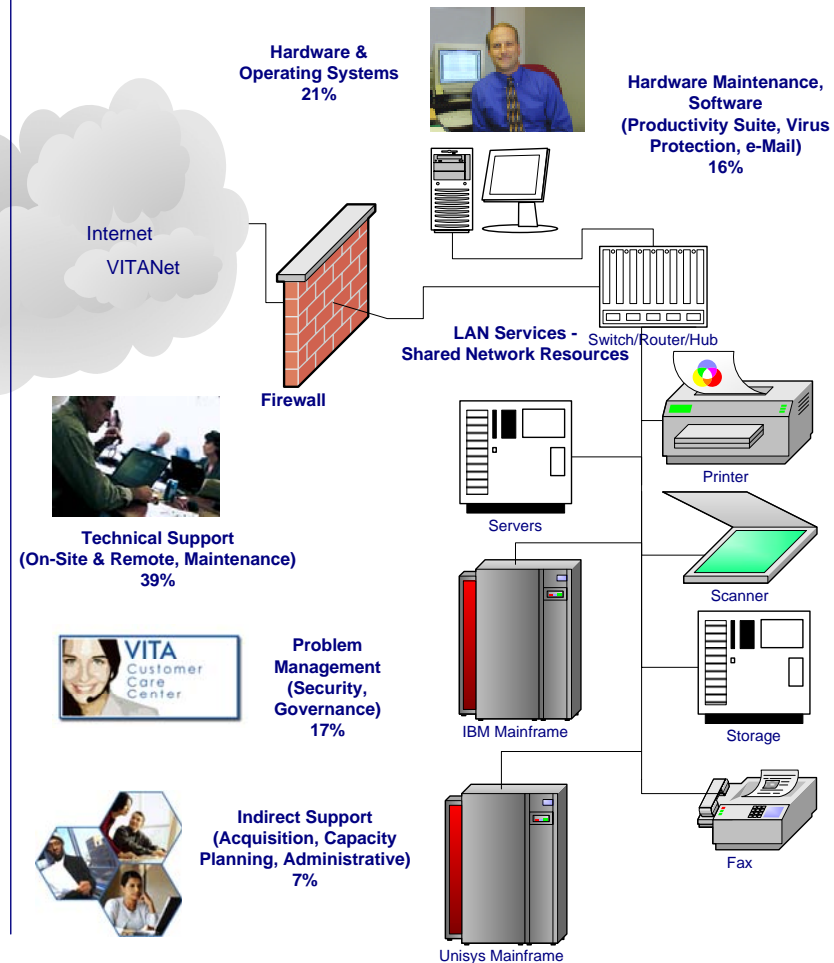 Hardware &
Operating Systems
21%
Hardware Maintenance,
Software
(Productivity Suite, Virus
Protection, e-Mail)
16%
Internet
VITANet
Firewall
LAN Services -
Shared Network Resources
Switch/Router/Hub
Printer
Servers
Technical Support
(On-Site & Remote, Maintenance)
39%
Scanner
VITA
Customer
Care
Center
Problem
Management
(Security,
Governance)
17%
IBM Mainframe
Storage
Indirect Support
(Acquisition, Capacity
Planning, Administrative)
7%
Fax
Unisys Mainframe